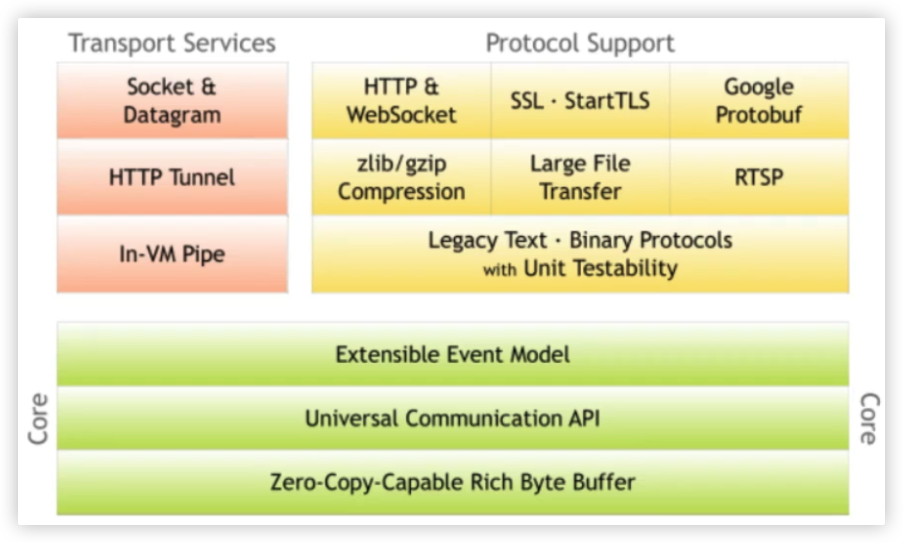 Transport Services
Socket &
Datagram
HTTP Tunnel
In-VM Pipe
Protocol Support
HTTP &
WebSocket
SSL · StartTLS
Google
Protobuf
zlib/gzip
Compression
Large File
Transfer
RTSP
Legacy Text · Binary Protocols
with Unit Testability
Core
Extensible Event Model
Universal Communication API
Zero-Copy-Capable Rich Byte Buffer
Core